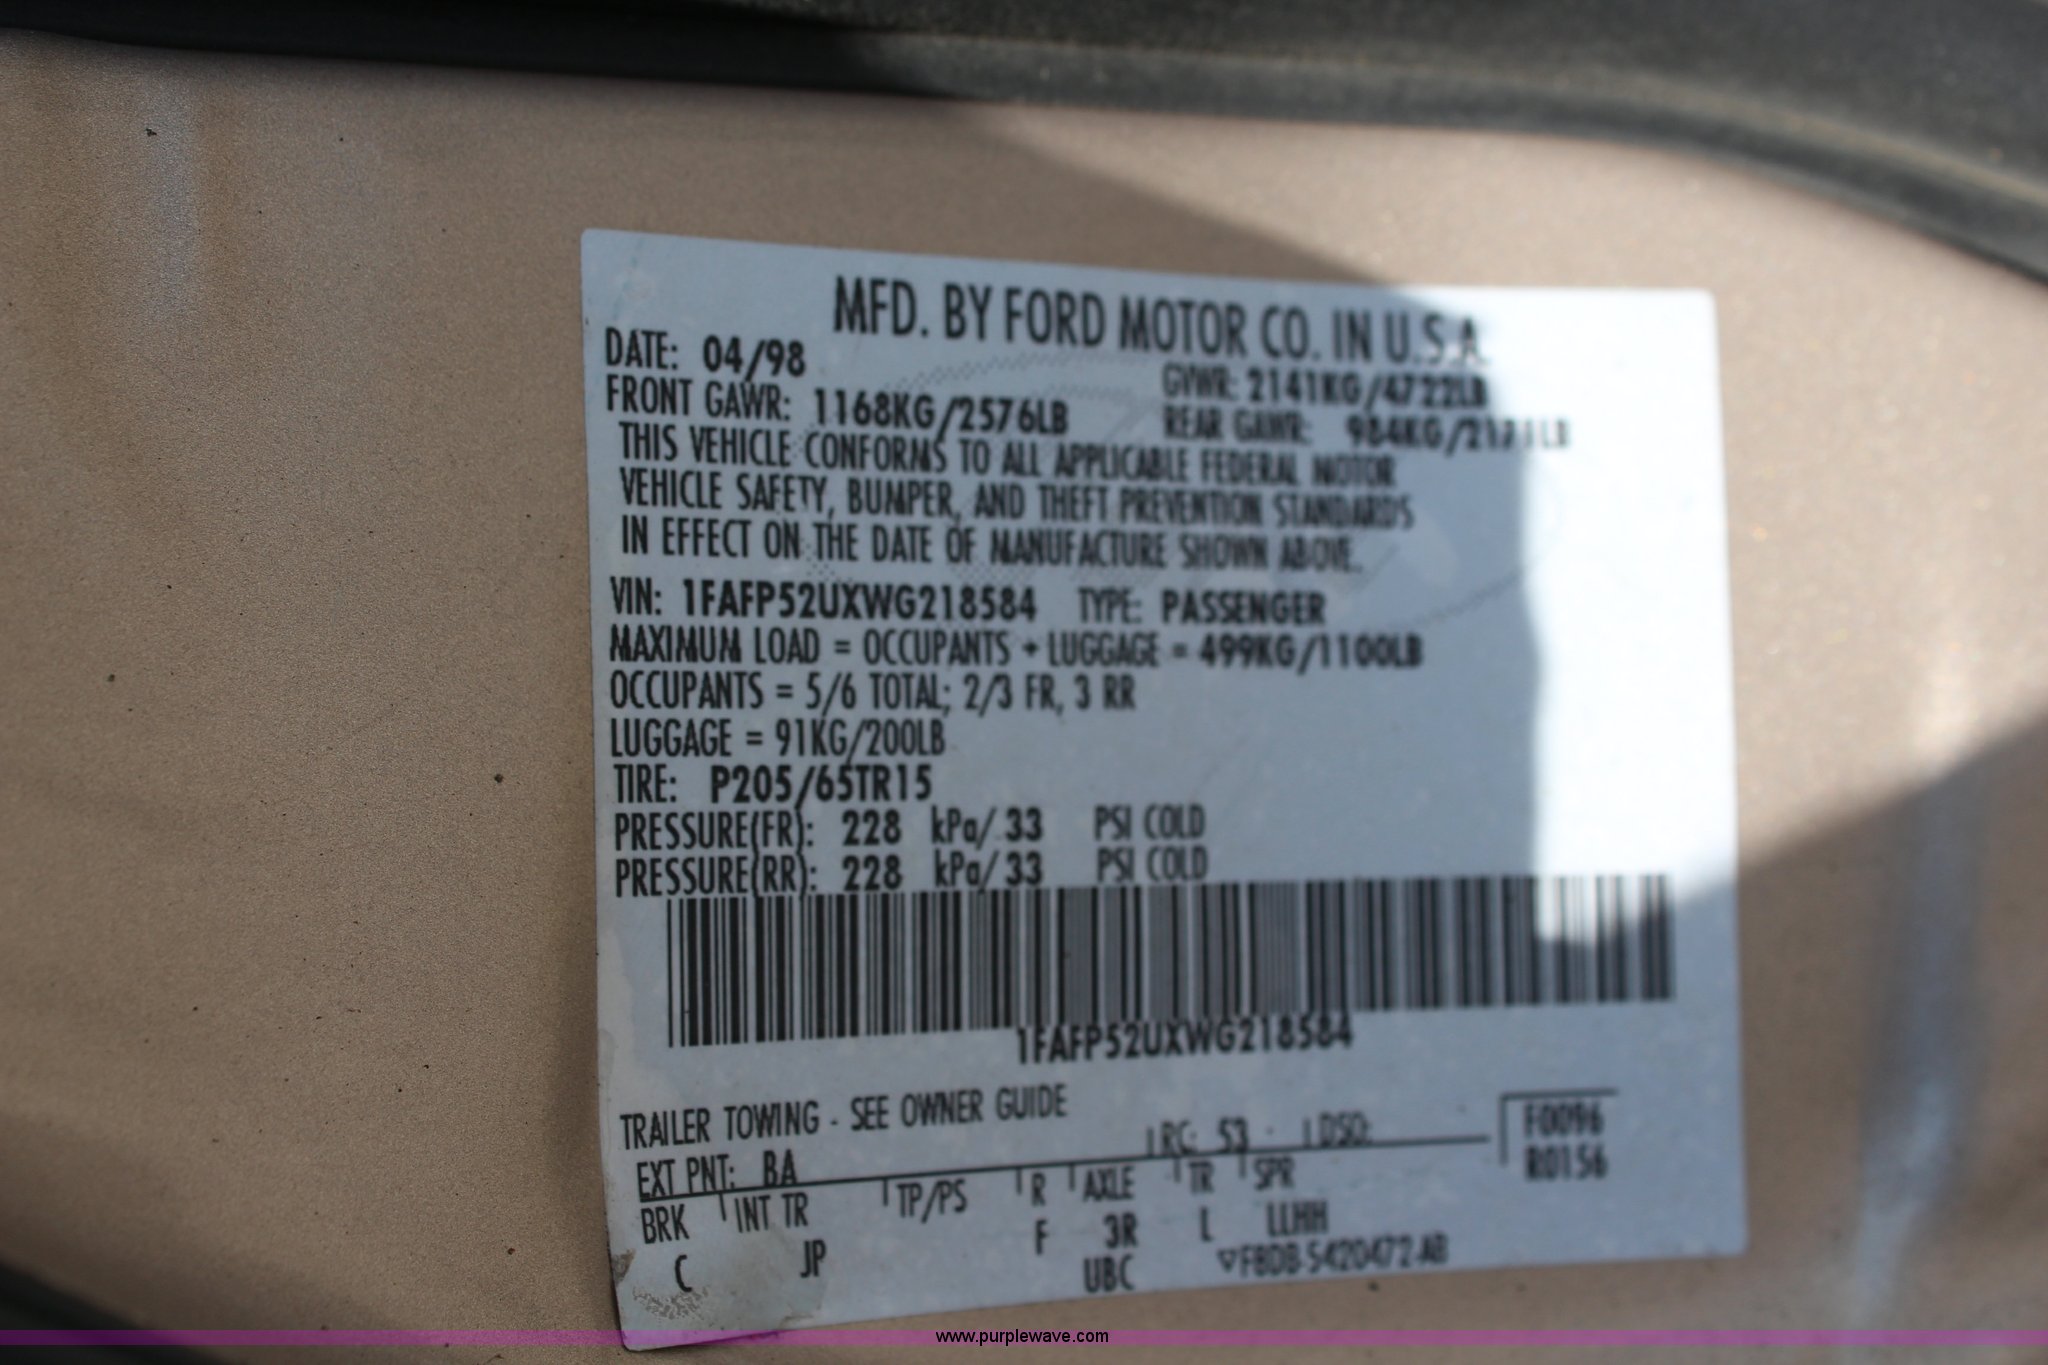 MFD. BY FORD MOTOR CO. IN U.S.A.
DATE: 04/98
GVWR: 2141KG/4722LB
FRONT GAWR: 1168KG/2576LB
REAR GAWR: 984KG/2171LB
THIS VEHICLE CONFORMS TO ALL APPLICABLE FEDERAL MOTOR
VEHICLE SAFETY, BUMPER, AND THEFT PREVENTION STANDARDS
IN EFFECT ON THE DATE OF MANUFACTURE SHOWN ABOVE.
VIN: 1FAFP52UXWG218584 TYPE: PASSENGER
MAXIMUM LOAD = OCCUPANTS + LUGGAGE = 499KG/1100LB
OCCUPANTS = 5/6 TOTAL; 2/3 FR, 3 RR
LUGGAGE = 91KG/200LB
TIRE: P205/65TR15
PRESSURE(FR): 228 kPa/ 33 PSI COLD
PRESSURE(RR): 228 kPa/ 33 PSI COLD
1FAFP52UXWG218584
TRAILER TOWING - SEE OWNER GUIDE
EXT PNT: BA RC: 53 DSO:
F0096
R0156
BRK INT TR TP/PS R AXLE TR SPR
C JP F 3R L LLHH
UBC ▽F8DB-5420472-AB
www.purplewave.com